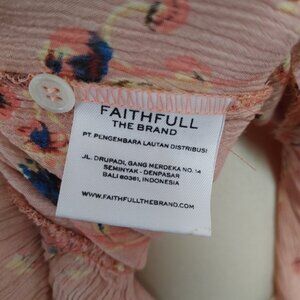 FAITHFULL
THE BRAND
PT. PENGEMBARA LAUTAN DISTRIBUSI
JL. DRUPADI, GANG MERDEKA NO. 14
SEMINYAK - DENPASAR
BALI 80361, INDONESIA
WWW.FAITHFULLTHEBRAND.COM